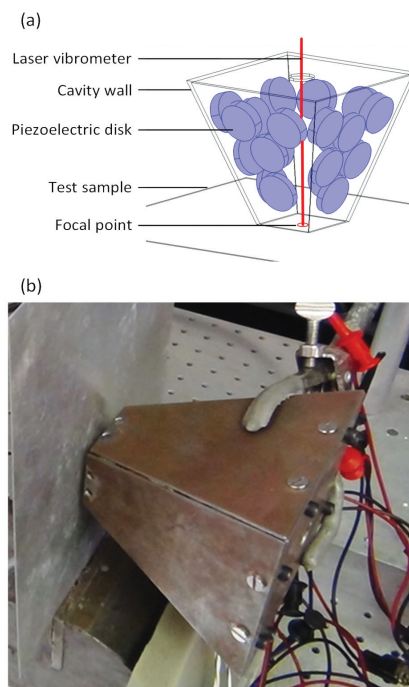 (a)
Laser vibrometer
Cavity wall
Piezoelectric disk
Test sample
Focal point
(b)